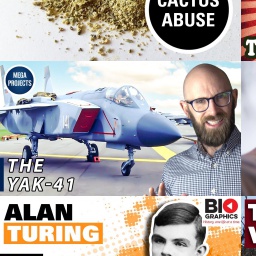 CACTUS
ABUSE
MEGA
PROJECTS
THE
YAK-41
ALAN
TURING
BIO
GRAPHICS
T
T
V